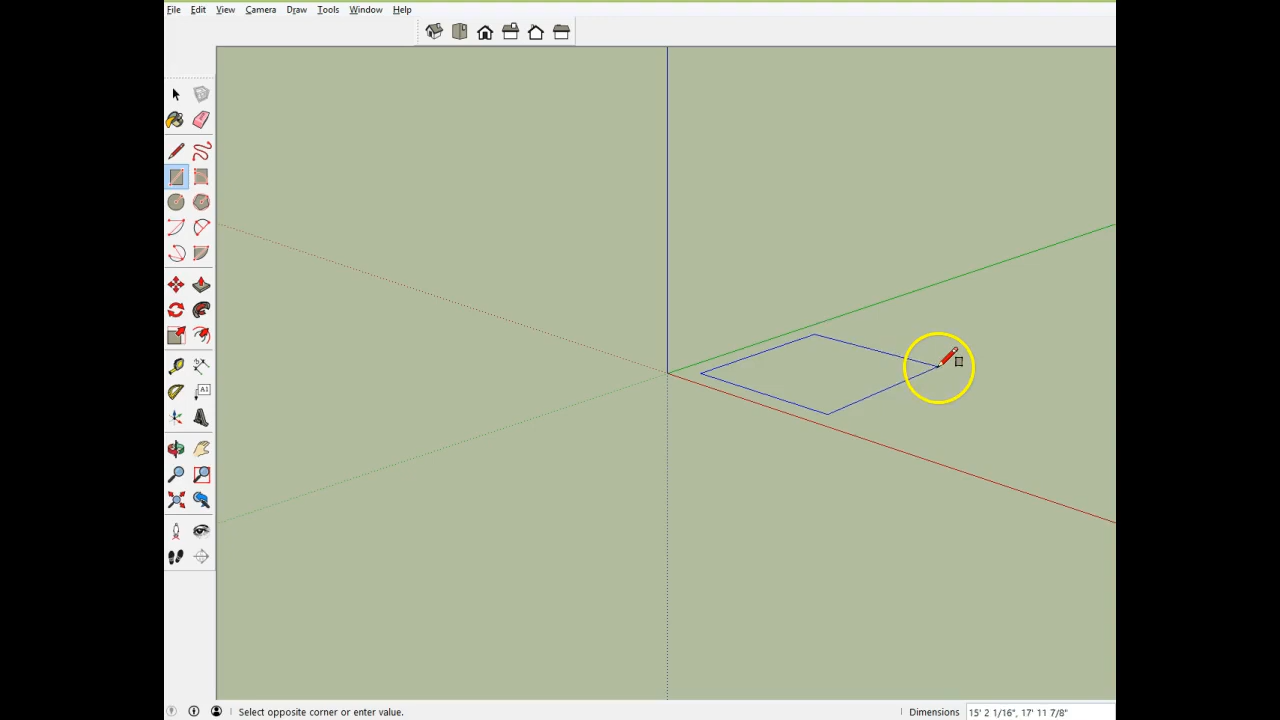 File Edit View Camera Draw Tools Window Help
A1
Select opposite corner or enter value. Dimensions 15' 2 1/16", 17' 11 7/8"